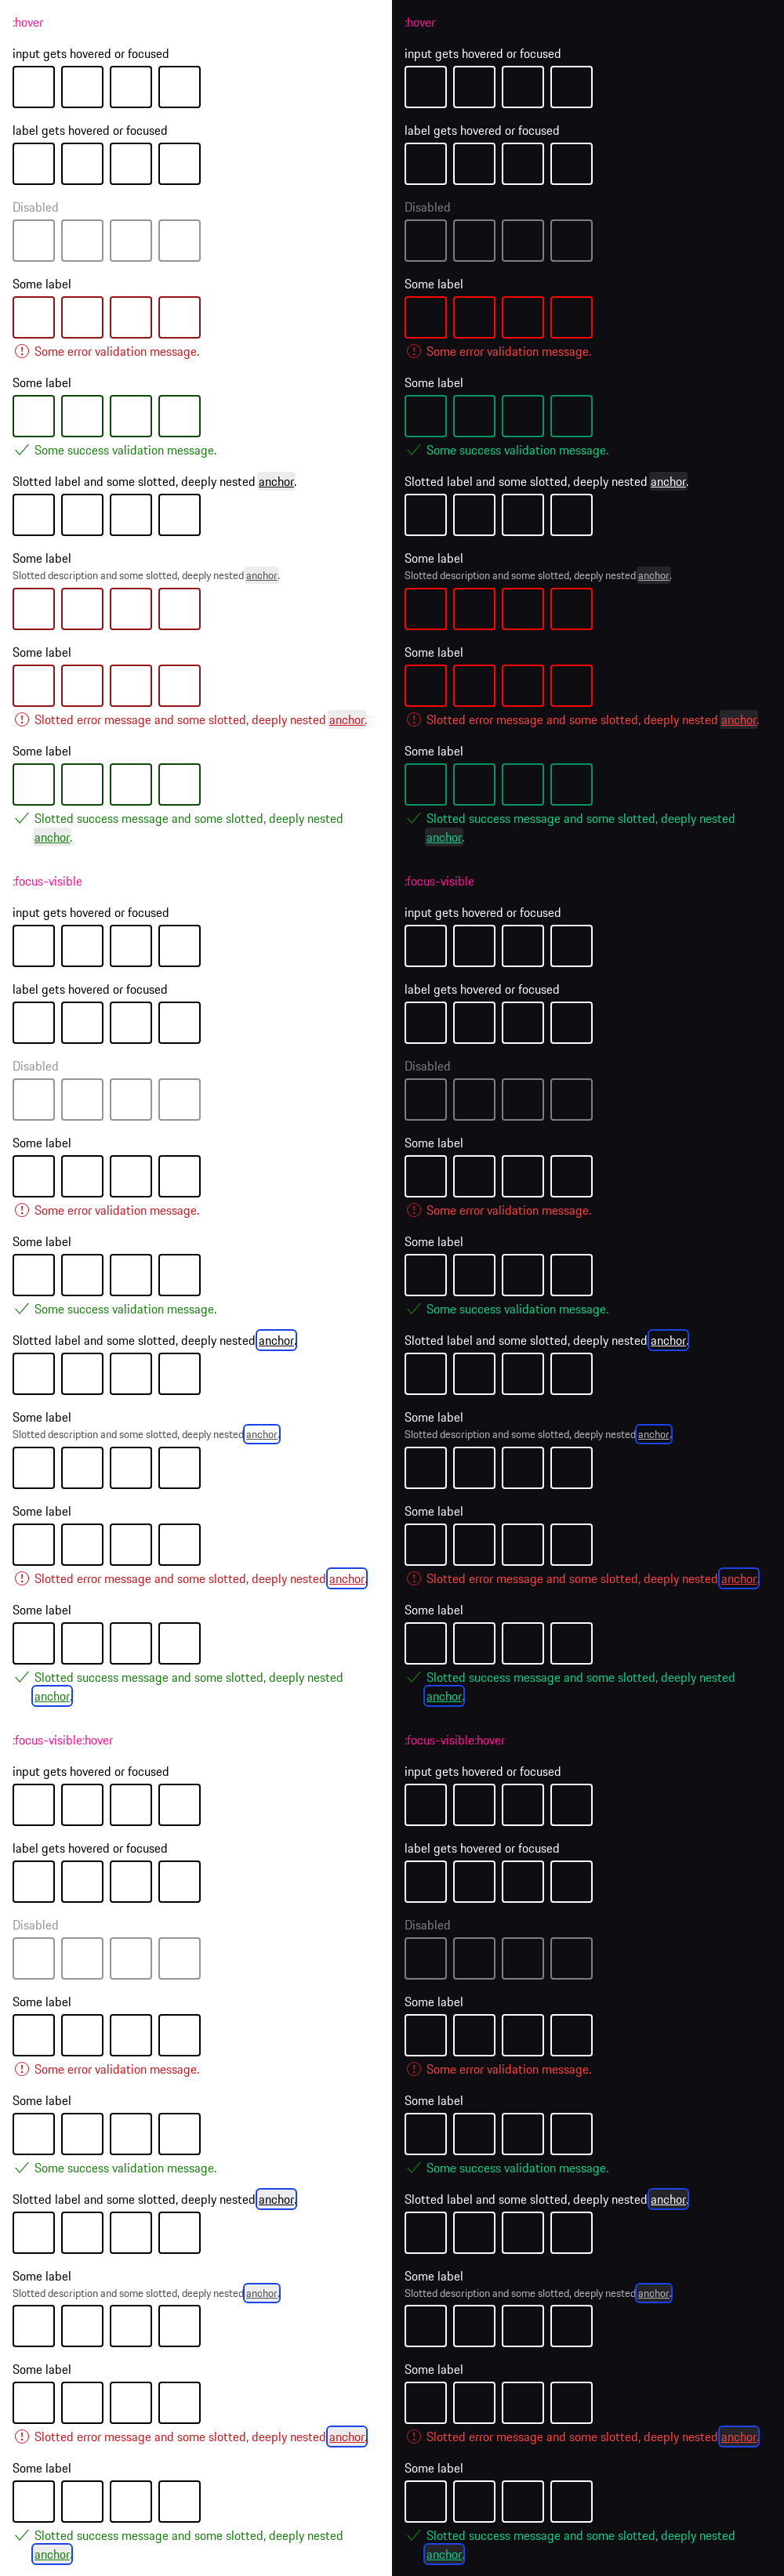 :hover
input gets hovered or focused
label gets hovered or focused
Disabled
Some label
Some error validation message.
Some label
Some success validation message.
Slotted label and some slotted, deeply nested anchor.
Some label
Slotted description and some slotted, deeply nested anchor.
Some label
Slotted error message and some slotted, deeply nested anchor.
Some label
Slotted success message and some slotted, deeply nested
anchor.
:focus-visible
input gets hovered or focused
label gets hovered or focused
Disabled
Some label
Some error validation message.
Some label
Some success validation message.
Slotted label and some slotted, deeply nested anchor.
Some label
Slotted description and some slotted, deeply nested anchor.
Some label
Slotted error message and some slotted, deeply nested anchor.
Some label
Slotted success message and some slotted, deeply nested
anchor.
:focus-visible:hover
input gets hovered or focused
label gets hovered or focused
Disabled
Some label
Some error validation message.
Some label
Some success validation message.
Slotted label and some slotted, deeply nested anchor.
Some label
Slotted description and some slotted, deeply nested anchor.
Some label
Slotted error message and some slotted, deeply nested anchor.
Some label
Slotted success message and some slotted, deeply nested
anchor.
:hover
input gets hovered or focused
label gets hovered or focused
Disabled
Some label
Some error validation message.
Some label
Some success validation message.
Slotted label and some slotted, deeply nested anchor.
Some label
Slotted description and some slotted, deeply nested anchor.
Some label
Slotted error message and some slotted, deeply nested anchor.
Some label
Slotted success message and some slotted, deeply nested
anchor.
:focus-visible
input gets hovered or focused
label gets hovered or focused
Disabled
Some label
Some error validation message.
Some label
Some success validation message.
Slotted label and some slotted, deeply nested anchor.
Some label
Slotted description and some slotted, deeply nested anchor.
Some label
Slotted error message and some slotted, deeply nested anchor.
Some label
Slotted success message and some slotted, deeply nested
anchor.
:focus-visible:hover
input gets hovered or focused
label gets hovered or focused
Disabled
Some label
Some error validation message.
Some label
Some success validation message.
Slotted label and some slotted, deeply nested anchor.
Some label
Slotted description and some slotted, deeply nested anchor.
Some label
Slotted error message and some slotted, deeply nested anchor.
Some label
Slotted success message and some slotted, deeply nested
anchor.